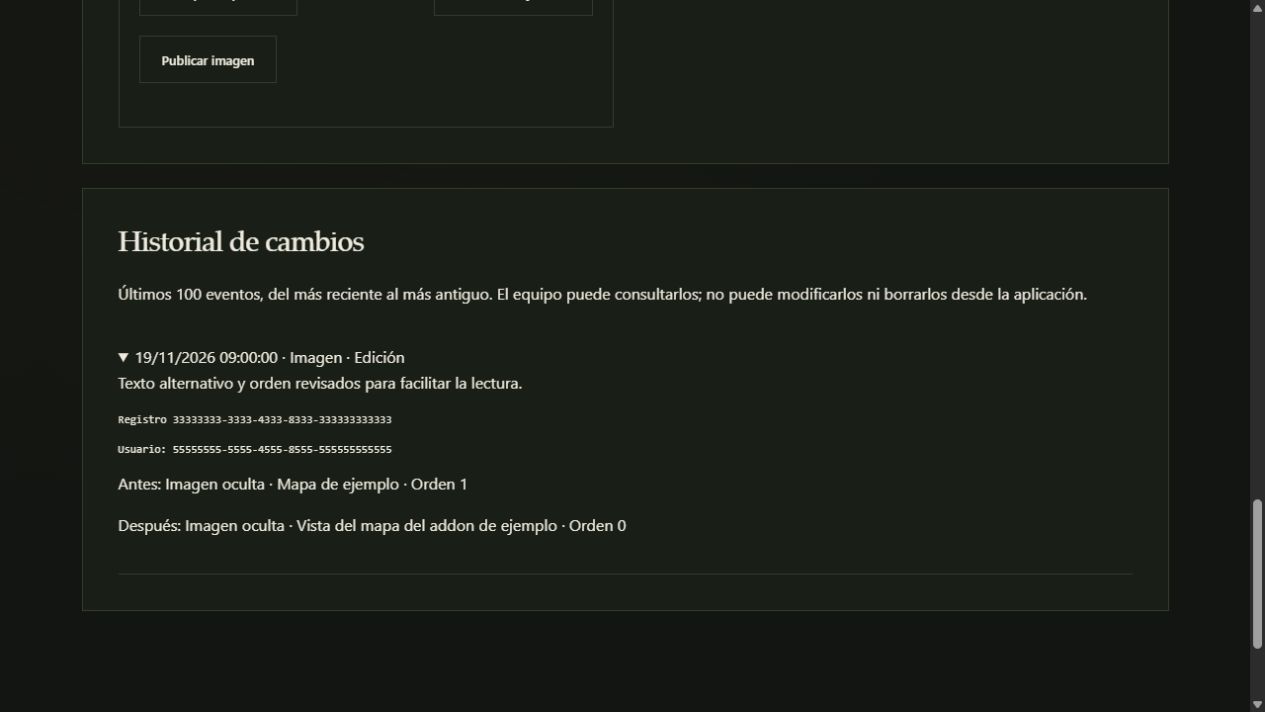 Publicar imagen
Historial de cambios
Últimos 100 eventos, del más reciente al más antiguo. El equipo puede consultarlos; no puede modificarlos ni borrarlos desde la aplicación.
▼ 19/11/2026 09:00:00 · Imagen · Edición
Texto alternativo y orden revisados para facilitar la lectura.
Registro 33333333-3333-4333-8333-333333333333
Usuario: 55555555-5555-4555-8555-555555555555
Antes: Imagen oculta · Mapa de ejemplo · Orden 1
Después: Imagen oculta · Vista del mapa del addon de ejemplo · Orden 0